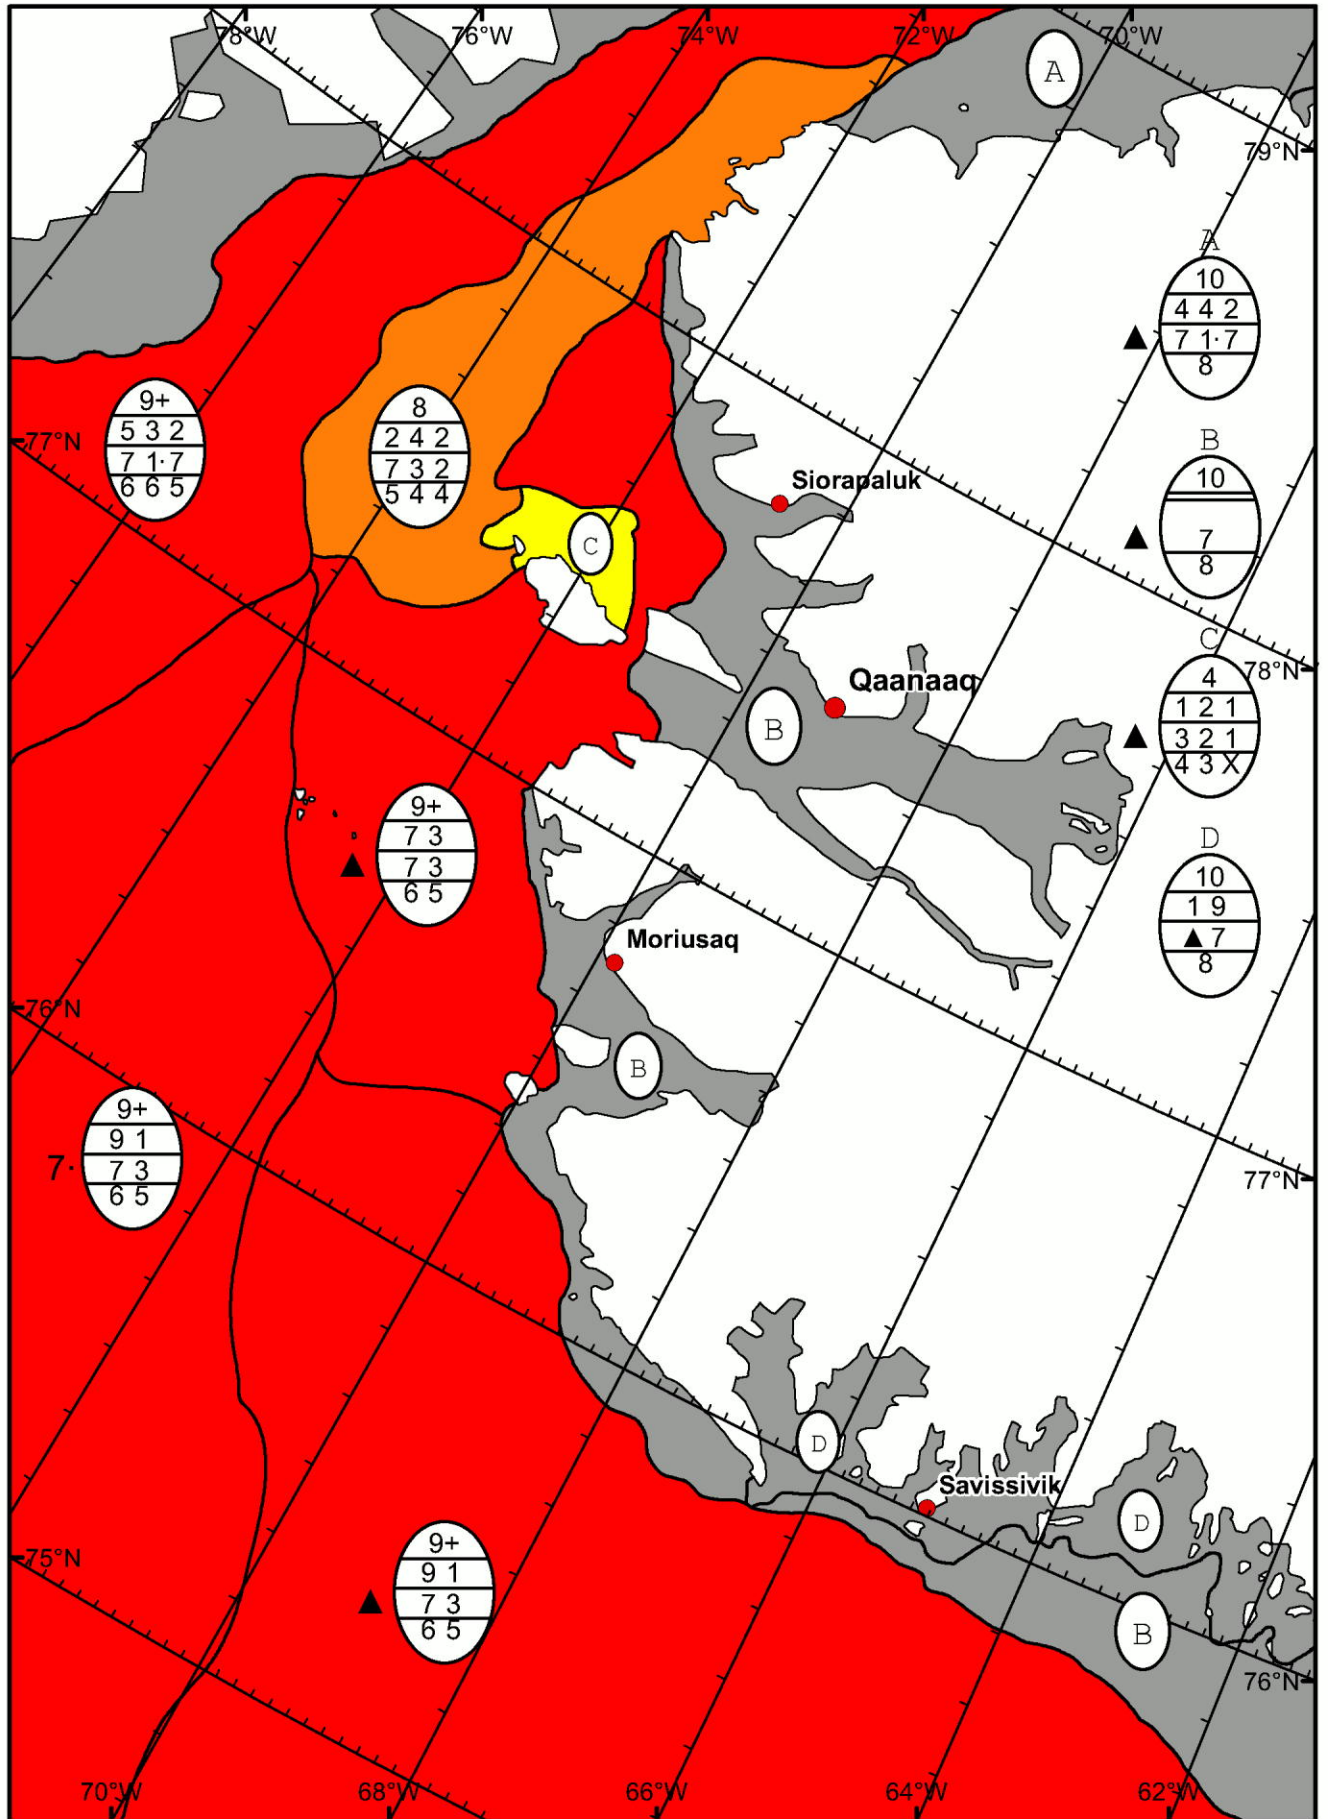 78°W 76°W 74°W 72°W 70°W
A
79°N
A
10
4 4 2
▲ 7 1· 7
8
9+
5 3 2
7 1· 7
6 6 5
8
2 4 2
7 3 2
5 4 4
77°N
B
10
▲ 7
8
Siorapaluk
C
C
4
1 2 1
▲ 3 2 1
4 3 X
78°N
Qaanaaq
B
9+
7 3
▲ 7 3
6 5
D
10
1 9
▲ 7
8
Moriusaq
76°N
B
9+
9 1
7· 7 3
6 5
77°N
D
Savissivik
D
75°N
9+
9 1
▲ 7 3
6 5
B
76°N
70°W 68°W 66°W 64°W 62°W